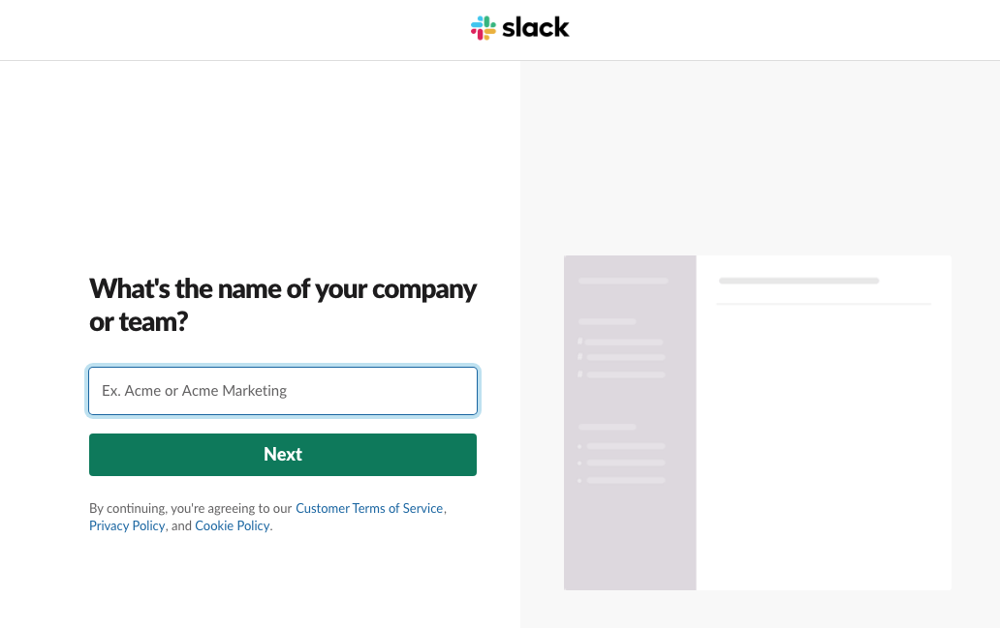 slack
What's the name of your company
or team?
Ex. Acme or Acme Marketing
Next
By continuing, you're agreeing to our Customer Terms of Service,
Privacy Policy, and Cookie Policy.